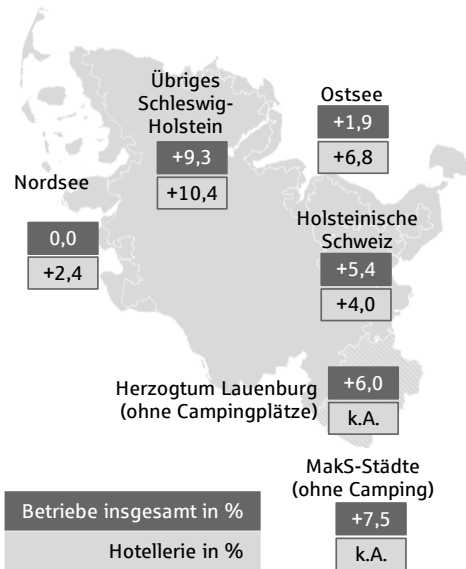 Übriges
Schleswig-
Holstein
+9,3
+10,4
Ostsee
+1,9
+6,8
Nordsee
0,0
+2,4
Holsteinische
Schweiz
+5,4
+4,0
Herzogtum Lauenburg
(ohne Campingplätze)
+6,0
k.A.
MakS-Städte
(ohne Camping)
+7,5
k.A.
Betriebe insgesamt in %
Hotellerie in %